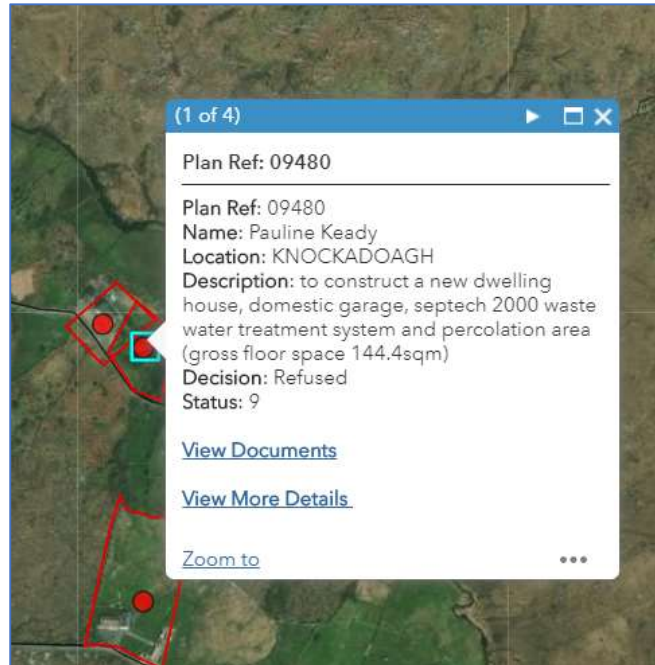 (1 of 4)
Plan Ref: 09480
Plan Ref: 09480
Name: Pauline Keady
Location: KNOCKADOAGH
Description: to construct a new dwelling
house, domestic garage, septech 2000 waste
water treatment system and percolation area
(gross floor space 144.4sqm)
Decision: Refused
Status: 9
View Documents
View More Details
Zoom to